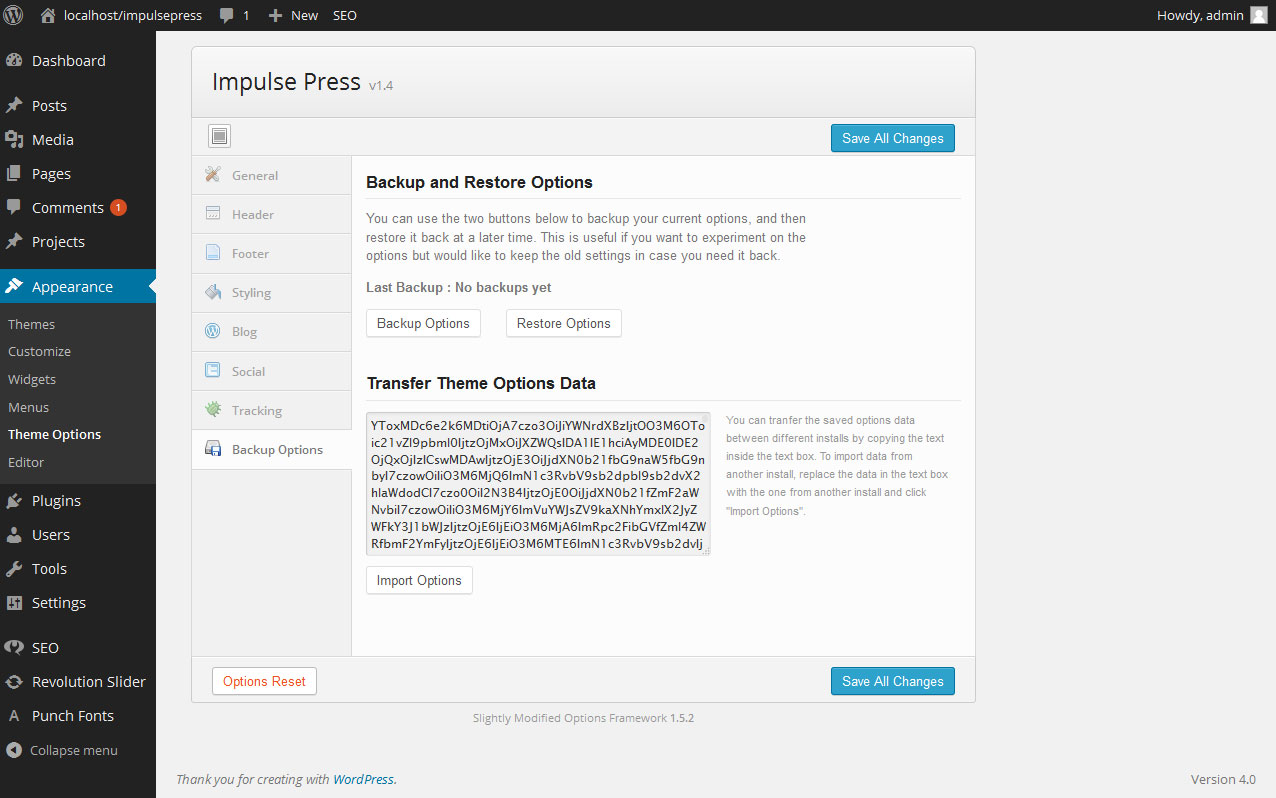 localhost/impulsepress 1 New SEO Howdy, admin
Dashboard
Posts
Media
Pages
Comments 1
Projects
Appearance
Themes
Customize
Widgets
Menus
Theme Options
Editor
Plugins
Users
Tools
Settings
SEO
Revolution Slider
Punch Fonts
Collapse menu
Impulse Press v1.4
Save All Changes
General
Header
Footer
Styling
Blog
Social
Tracking
Backup Options
Backup and Restore Options
You can use the two buttons below to backup your current options, and then
restore it back at a later time. This is useful if you want to experiment on the
options but would like to keep the old settings in case you need it back.
Last Backup : No backups yet
Backup Options Restore Options
Transfer Theme Options Data
You can tranfer the saved options data
between different installs by copying the text
inside the text box. To import data from
another install, replace the data in the text box
with the one from another install and click
"Import Options".
Import Options
Options Reset Save All Changes
Slightly Modified Options Framework 1.5.2
Thank you for creating with WordPress. Version 4.0